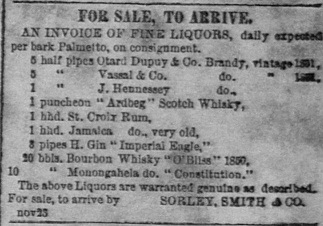 FOR SALE, TO ARRIVE.
AN INVOICE OF FINE LIQUORS, daily expected
per bark Palmetto, on consignment.
5 half pipes Otard Dupuy & Co. Brandy, vintage
5 " Vassal & Co. do. "
1 " J. Hennessey do.,
1 puncheon "Ardbeg" Scotch Whisky,
1 hhd. St. Croix Rum,
1 hhd. Jamaica do., very old,
pipes H. Gin "Imperial Eagle,"
20 bbls. Bourbon Whisky "O'Bliss" 1850,
10 " Monongahela do. "Constitution."
The above Liquors are warranted genuine as described.
For sale, to arrive by SORLEY, SMITH & CO.
nov23